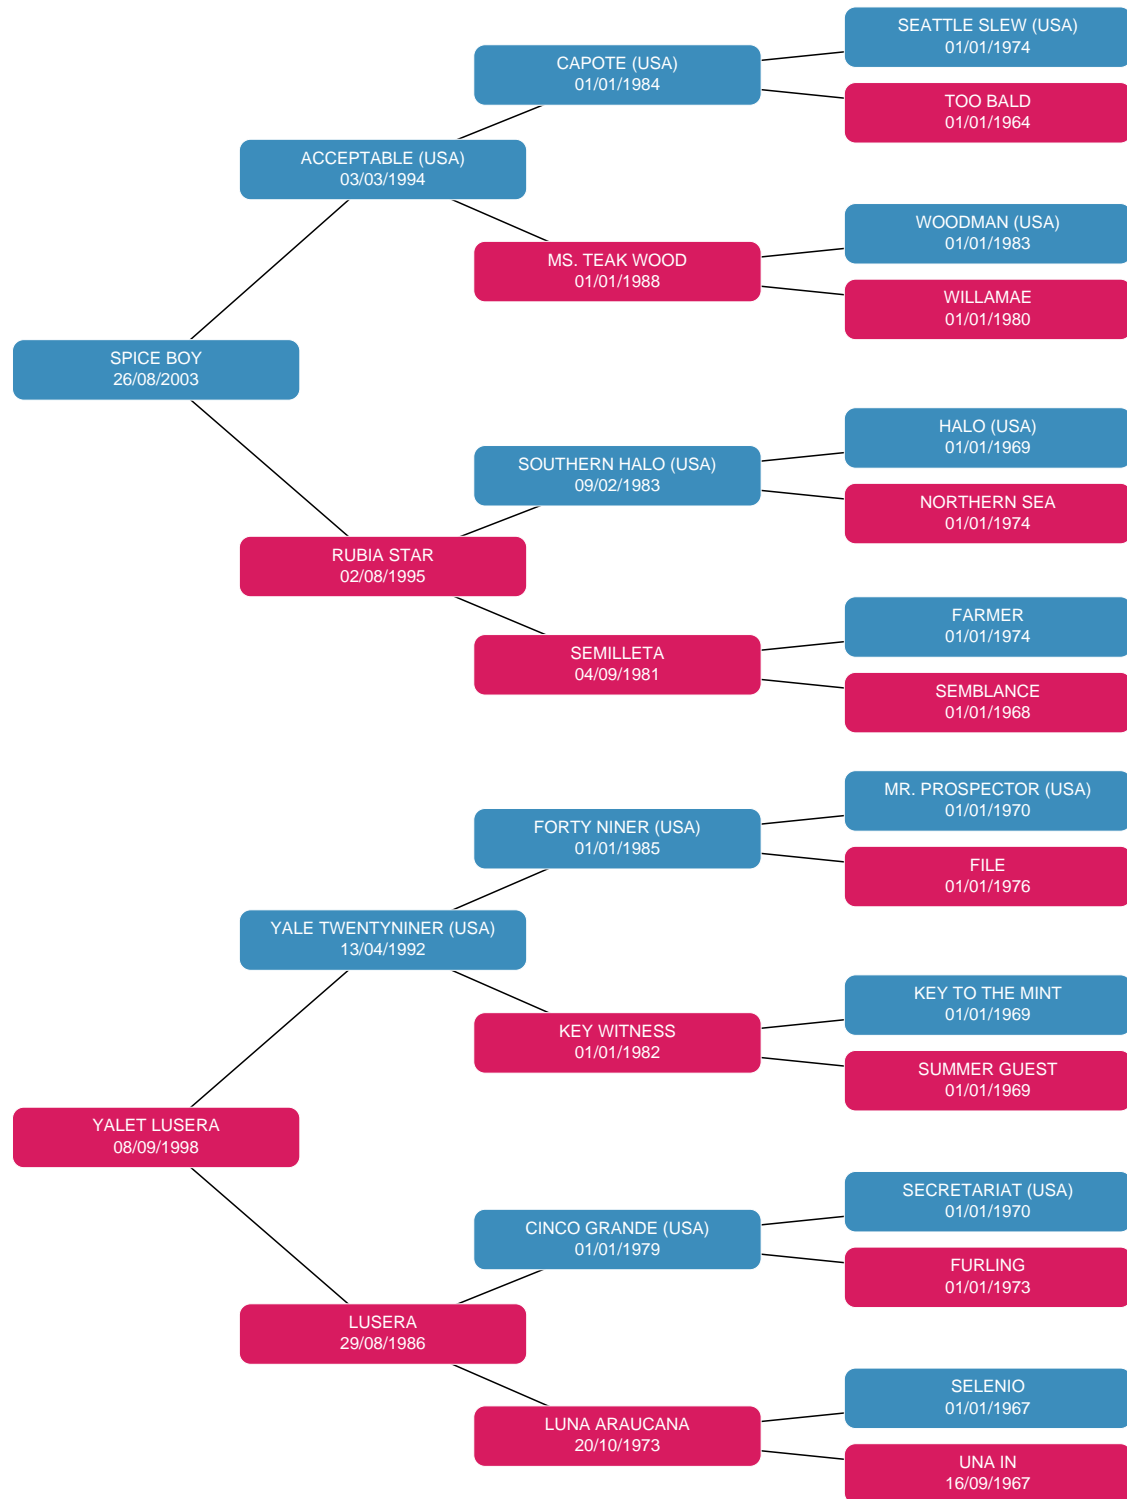 SEATTLE SLEW (USA)
01/01/1974
CAPOTE (USA)
01/01/1984
TOO BALD
01/01/1964
ACCEPTABLE (USA)
03/03/1994
WOODMAN (USA)
01/01/1983
MS. TEAK WOOD
01/01/1988
WILLAMAE
01/01/1980
SPICE BOY
26/08/2003
HALO (USA)
01/01/1969
SOUTHERN HALO (USA)
09/02/1983
NORTHERN SEA
01/01/1974
RUBIA STAR
02/08/1995
FARMER
01/01/1974
SEMILLETA
04/09/1981
SEMBLANCE
01/01/1968
MR. PROSPECTOR (USA)
01/01/1970
FORTY NINER (USA)
01/01/1985
FILE
01/01/1976
YALE TWENTYNINER (USA)
13/04/1992
KEY TO THE MINT
01/01/1969
KEY WITNESS
01/01/1982
SUMMER GUEST
01/01/1969
YALET LUSERA
08/09/1998
SECRETARIAT (USA)
01/01/1970
CINCO GRANDE (USA)
01/01/1979
FURLING
01/01/1973
LUSERA
29/08/1986
SELENIO
01/01/1967
LUNA ARAUCANA
20/10/1973
UNA IN
16/09/1967